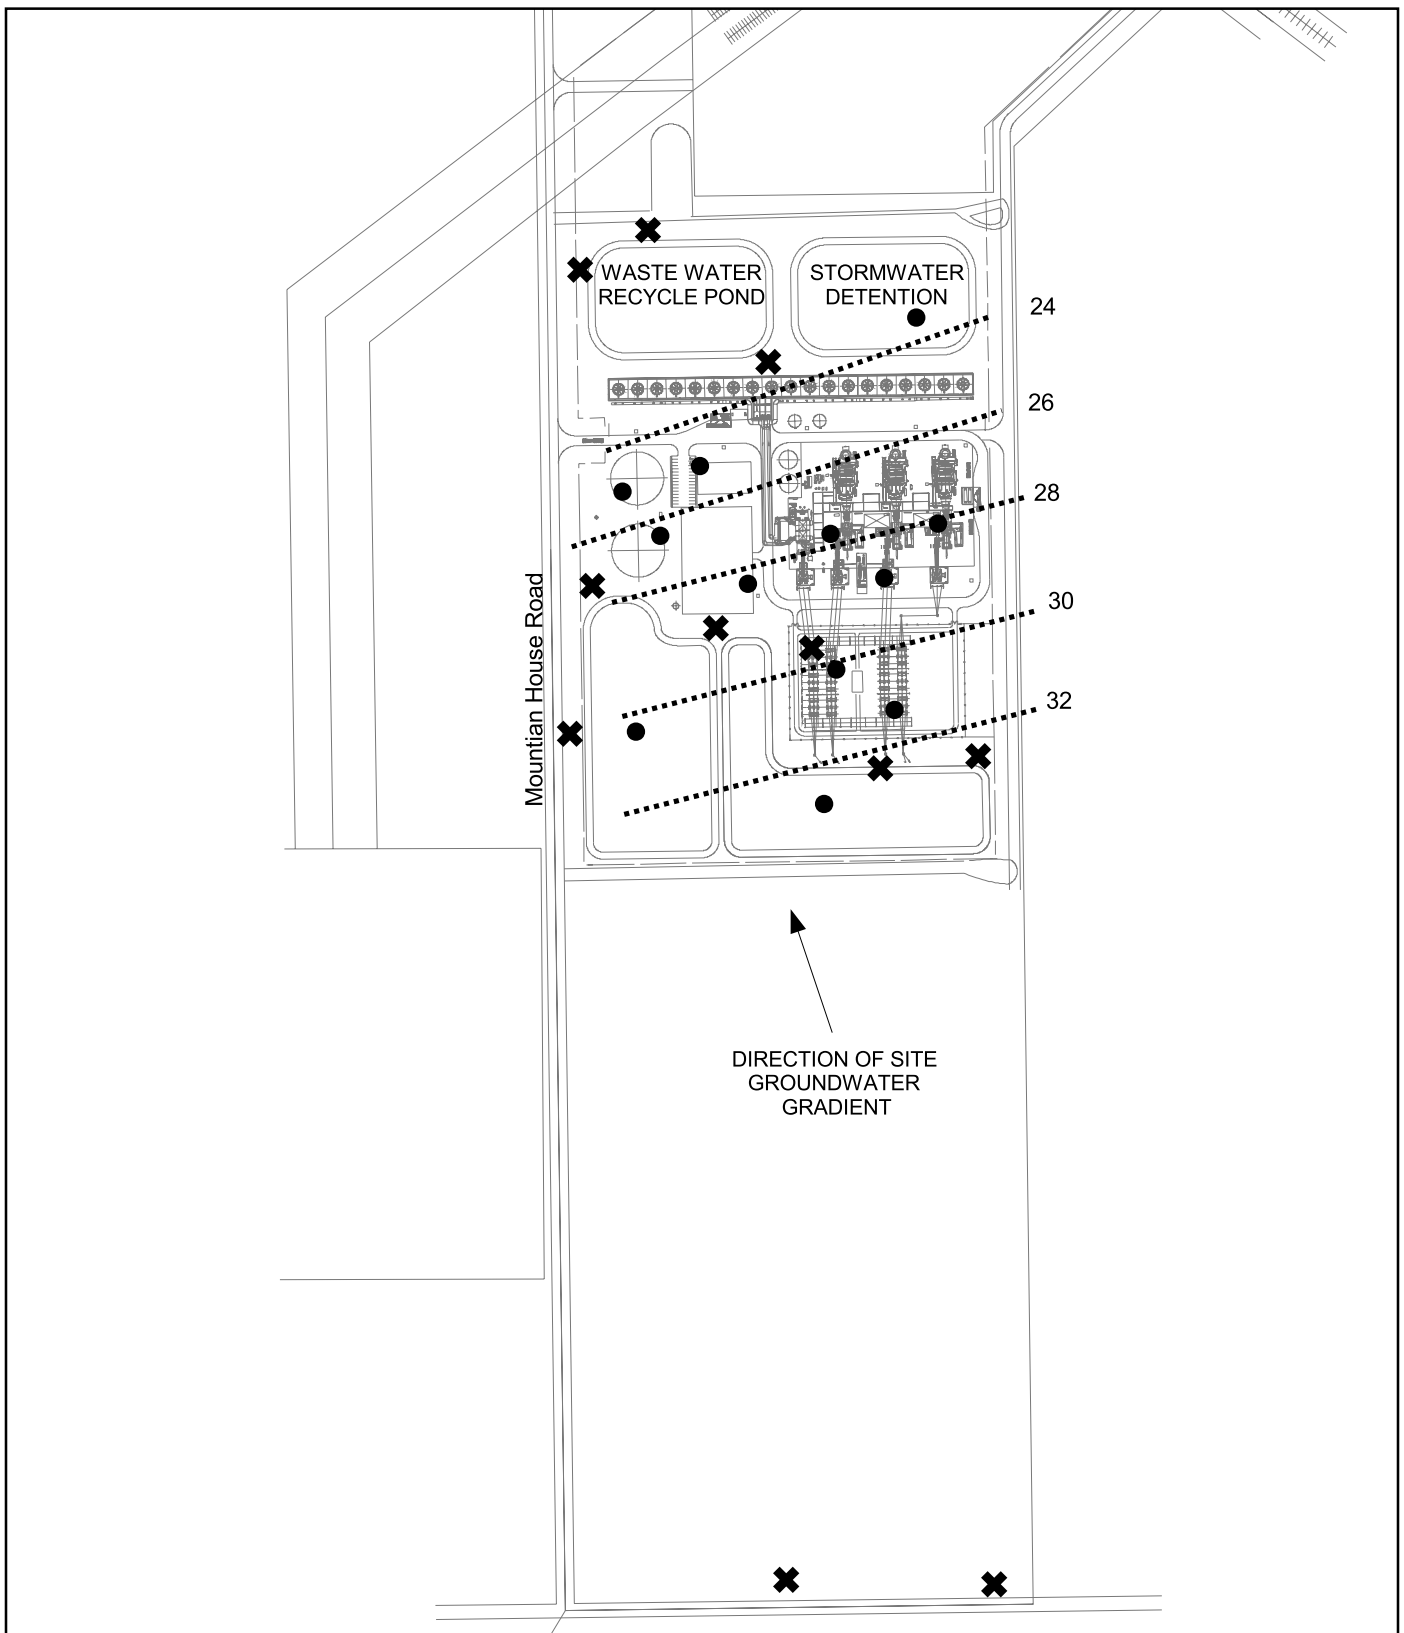 WASTE WATER
RECYCLE POND
STORMWATER
DETENTION
24
26
28
30
32
Mountian House Road
DIRECTION OF SITE
GROUNDWATER
GRADIENT